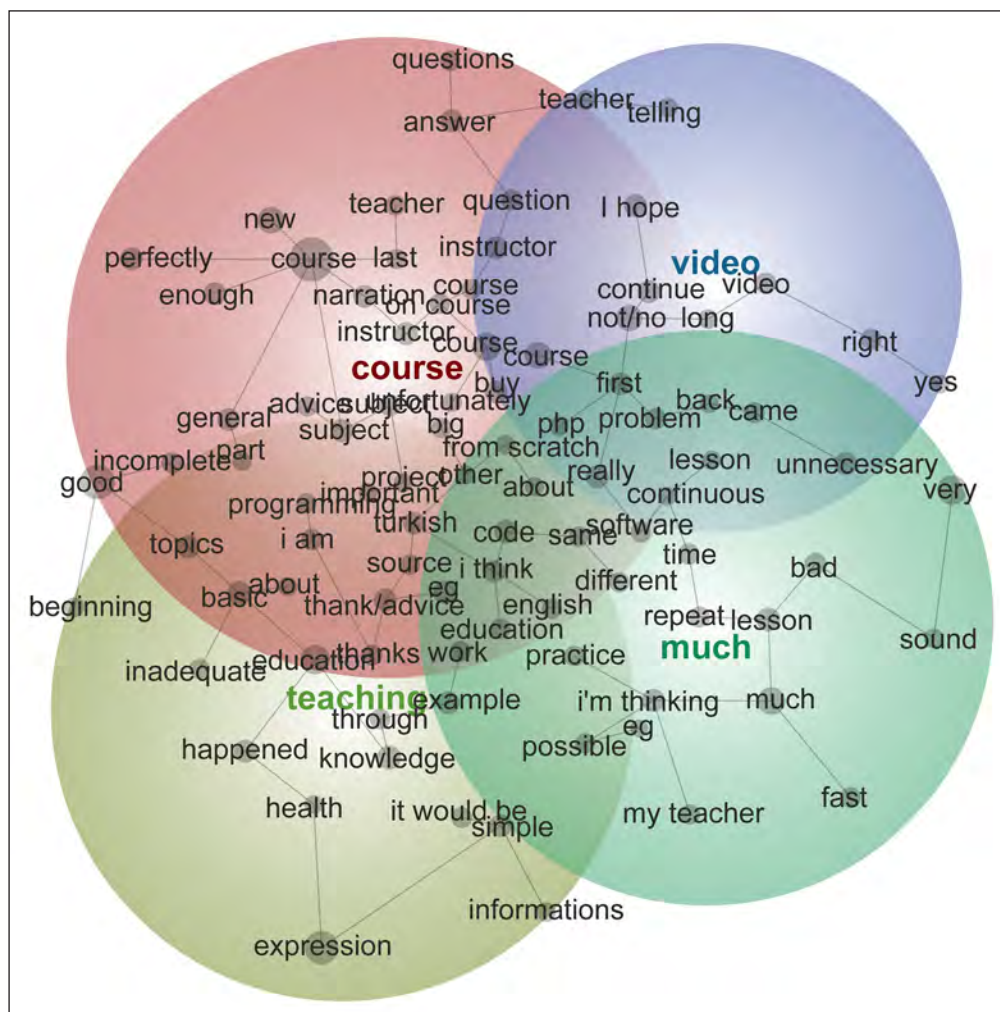 questions
teacher
telling
answer
question
teacher
I hope
new
instructor
perfectly
course
last
video
course
continue
video
enough
narration
on course
not/no
long
instructor
course
course
right
course
buy
first
yes
advice
subject
unfortunately
back
came
general
subject
big
php
problem
part
from scratch
incomplete
other
lesson
unnecessary
good
project
really
very
important
about
continuous
programming
turkish
code
same
software
topics
i am
time
source
i think
bad
about
different
basic
eg
beginning
thank/advice
english
repeat
lesson
education
sound
much
inadequate
education
thanks
work
practice
teaching
example
i'm thinking
much
through
eg
happened
possible
knowledge
fast
health
it would be
my teacher
simple
informations
expression